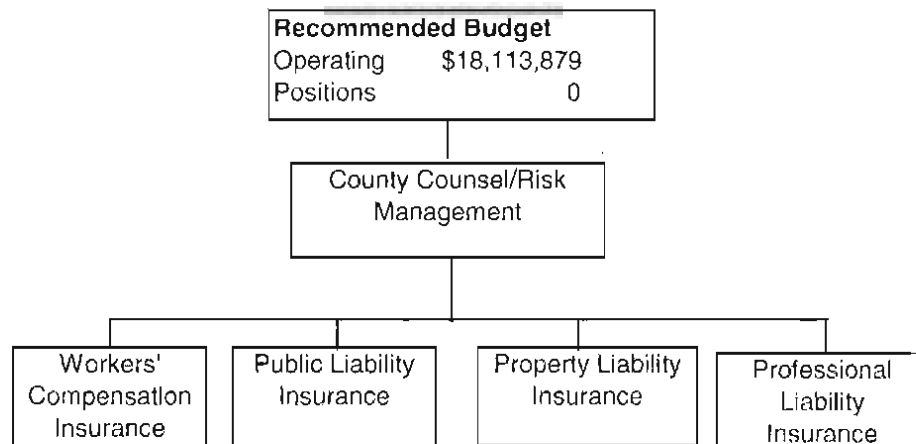 Recommended Budget
Operating $18,113,879
Positions 0
County Counsel/Risk
Management
Workers'
Compensation
Insurance
Public Liability
Insurance
Property Liability
Insurance
Professional
Liability
Insurance